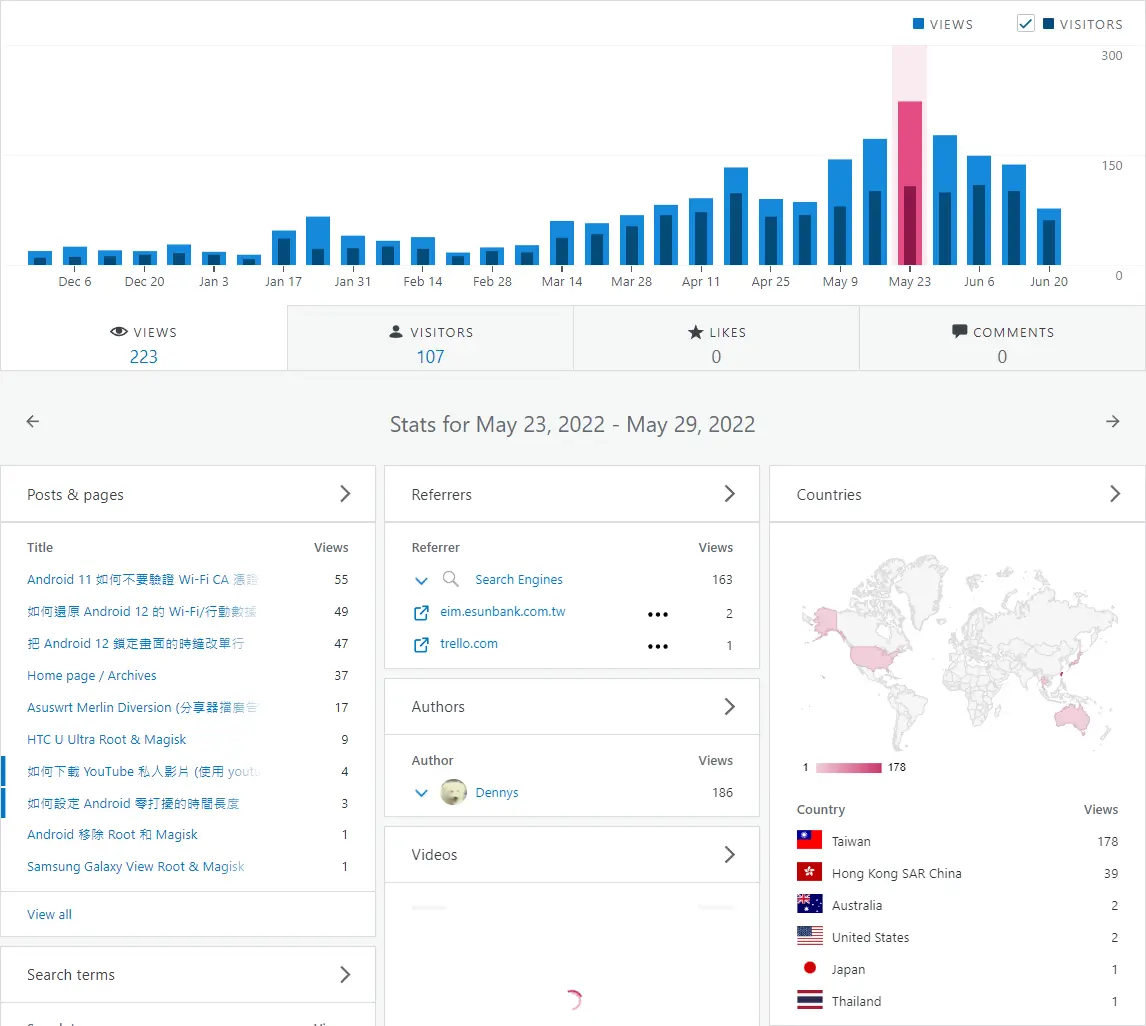 VIEWS
VISITORS
300
150
0
Dec 6
Dec 20
Jan 3
Jan 17
Jan 31
Feb 14
Feb 28
Mar 14
Mar 28
Apr 11
Apr 25
May 9
May 23
Jun 6
Jun 20
VIEWS
223
VISITORS
107
LIKES
0
COMMENTS
0
Stats for May 23, 2022 - May 29, 2022
Posts & pages
Title Views
Android 11 如何不要驗證 Wi-Fi CA 憑證 55
如何還原 Android 12 的 Wi-Fi/行動數據 49
把 Android 12 鎖定畫面的時鐘改單行 47
Home page / Archives 37
Asuswrt Merlin Diversion (分享器擋廣告 17
HTC U Ultra Root & Magisk 9
如何下載 YouTube 私人影片 (使用 youtu 4
如何設定 Android 零打擾的時間長度 3
Android 移除 Root 和 Magisk 1
Samsung Galaxy View Root & Magisk 1
View all
Search terms
Referrers
Referrer Views
Search Engines 163
eim.esunbank.com.tw 2
trello.com 1
Authors
Author Views
Dennys 186
Videos
Countries
1 178
Country Views
Taiwan 178
Hong Kong SAR China 39
Australia 2
United States 2
Japan 1
Thailand 1